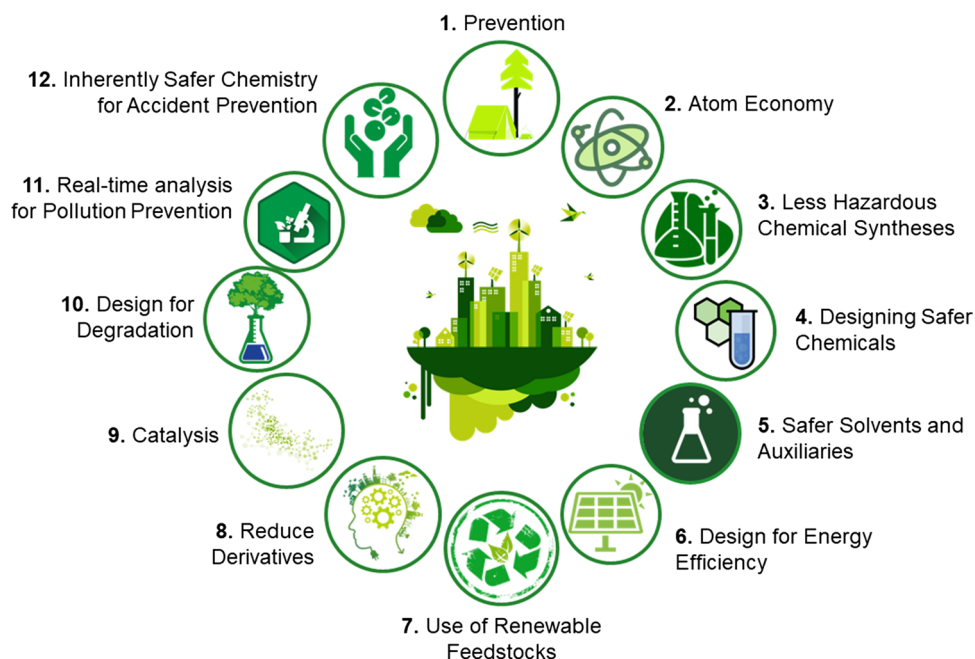 1. Prevention
2. Atom Economy
3. Less Hazardous
Chemical Syntheses
4. Designing Safer
Chemicals
5. Safer Solvents and
Auxiliaries
6. Design for Energy
Efficiency
7. Use of Renewable
Feedstocks
8. Reduce
Derivatives
9. Catalysis
10. Design for
Degradation
11. Real-time analysis
for Pollution Prevention
12. Inherently Safer Chemistry
for Accident Prevention